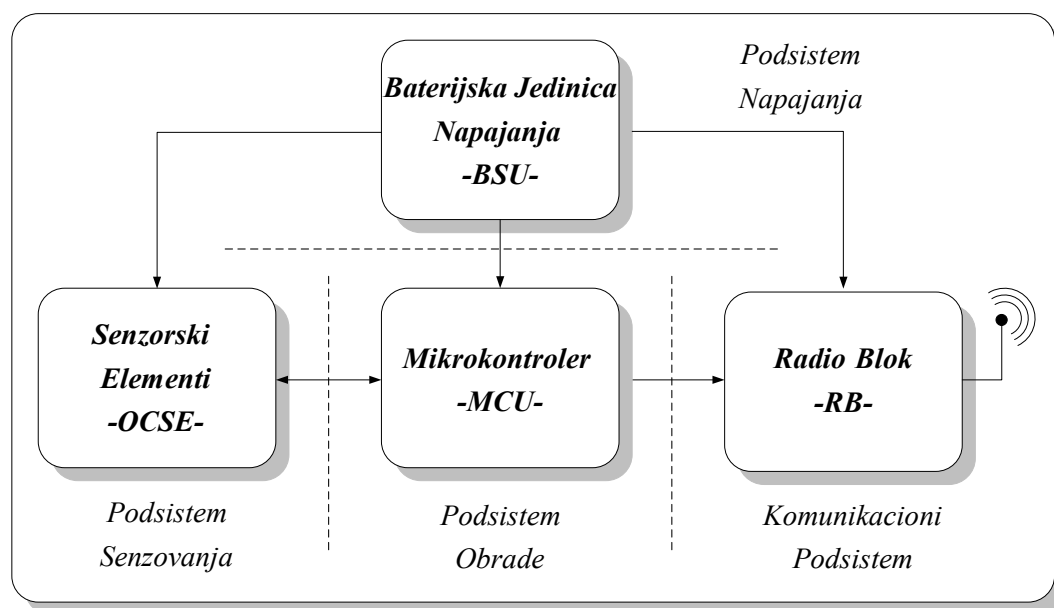 Baterijska Jedinica
Napajanja
-BSU-
Podsistem
Napajanja
Senzorski
Elementi
-OCSE-
Mikrokontroler
-MCU-
Radio Blok
-RB-
Podsistem
Senzovanja
Podsistem
Obrade
Komunikacioni
Podsistem